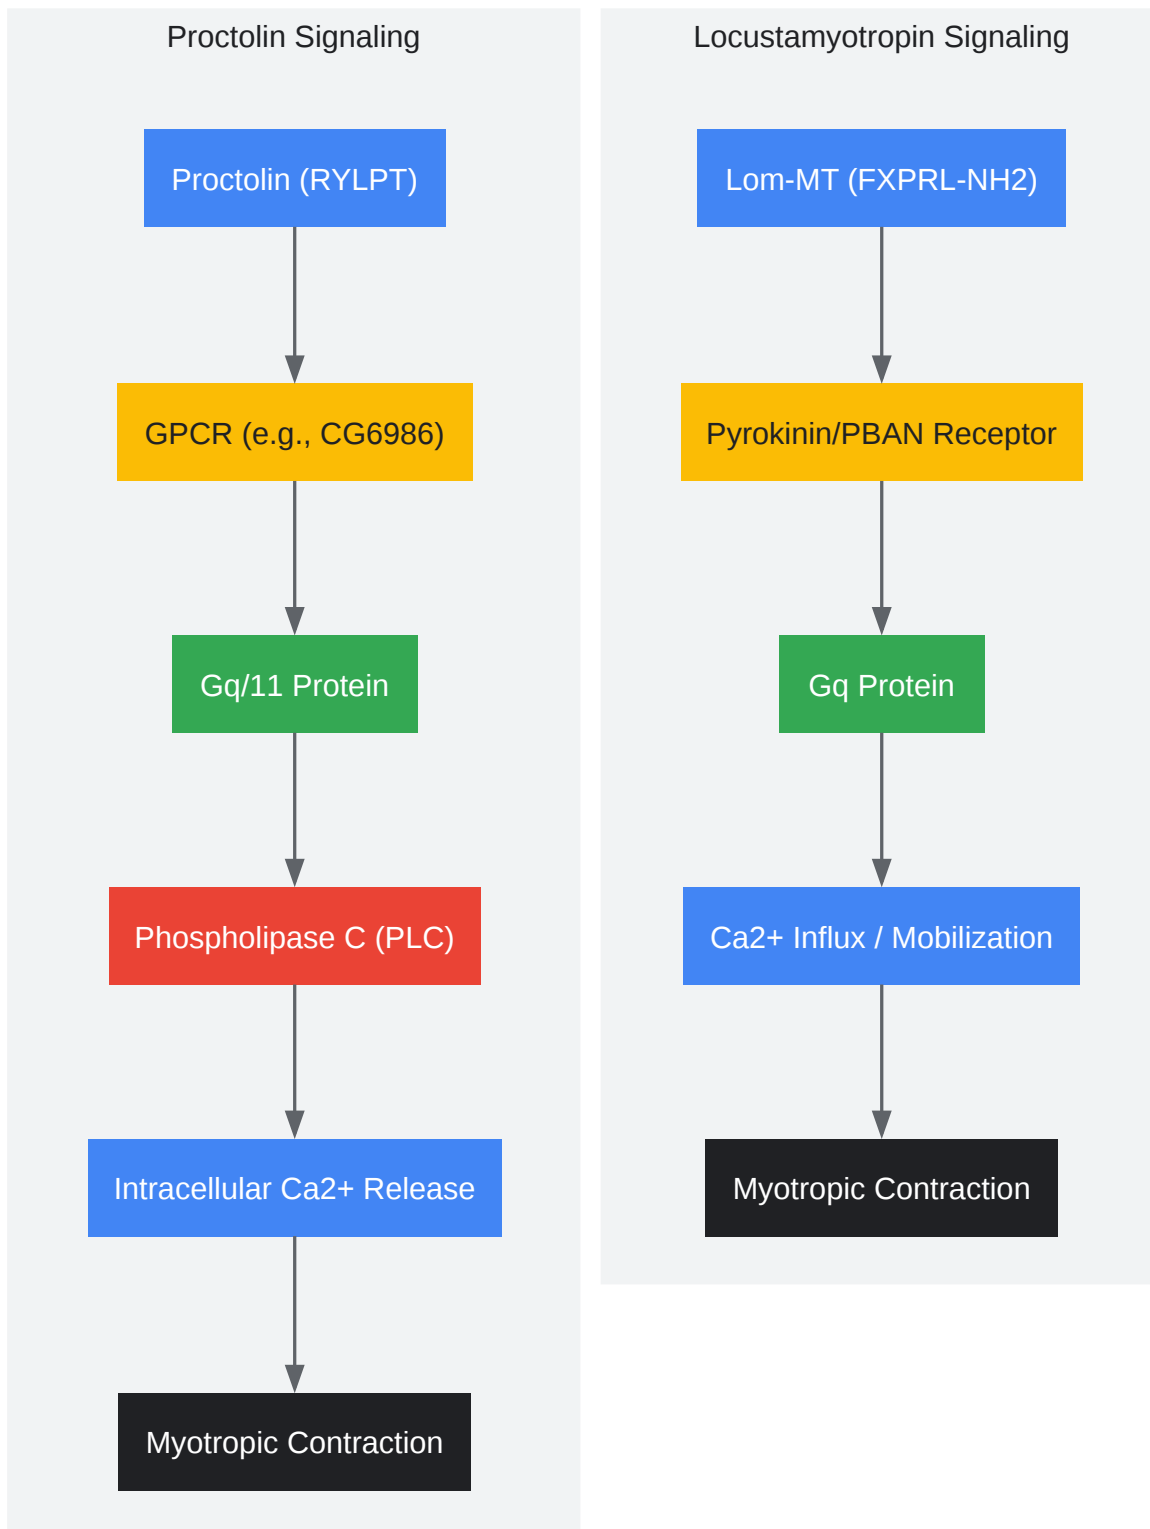 Proctolin Signaling
Proctolin (RYLPT)
GPCR (e.g., CG6986)
Gq/11 Protein
Phospholipase C (PLC)
Intracellular Ca2+ Release
Myotropic Contraction
Locustamyotropin Signaling
Lom-MT (FXPRL-NH2)
Pyrokinin/PBAN Receptor
Gq Protein
Ca2+ Influx / Mobilization
Myotropic Contraction